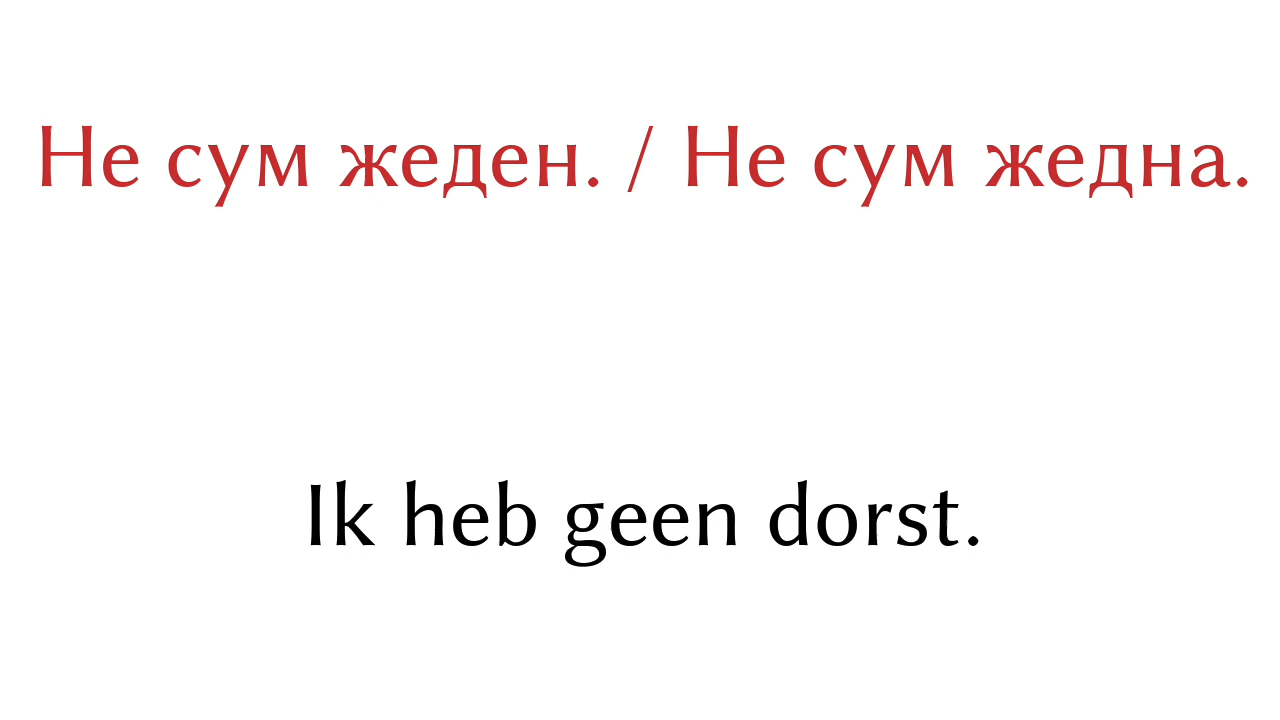 Не сум жеден. / Не сум жедна.
Ik heb geen dorst.